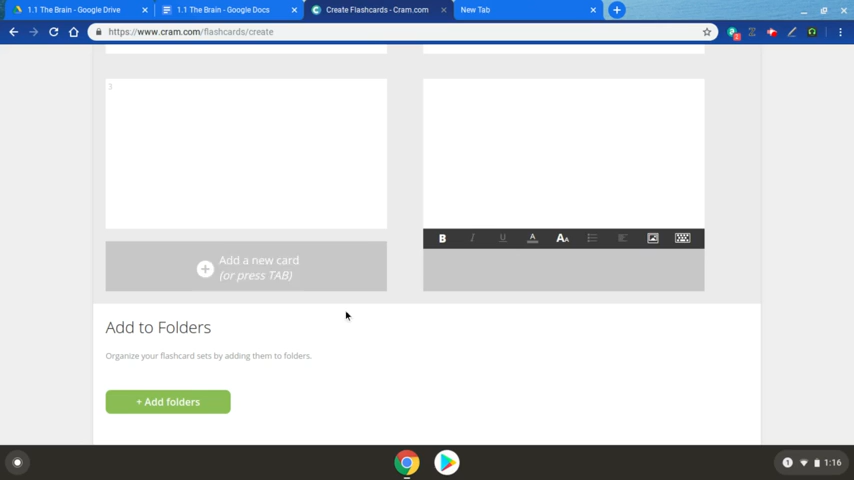 1.1 The Brain - Google Drive
1.1 The Brain - Google Docs
Create Flashcards - Cram.com
New Tab
https://www.cram.com/flashcards/create
3
B I U A AA
Add a new card
(or press TAB)
Add to Folders
Organize your flashcard sets by adding them to folders.
+ Add folders
1 1:16